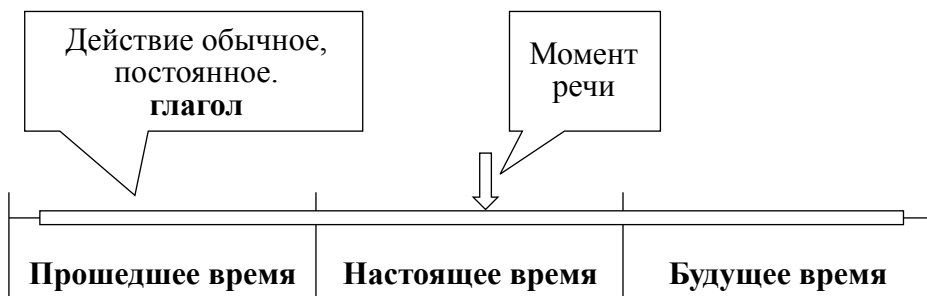 Действие обычное,
постоянное.
глагол
Момент
речи
Прошедшее время
Настоящее время
Будущее время